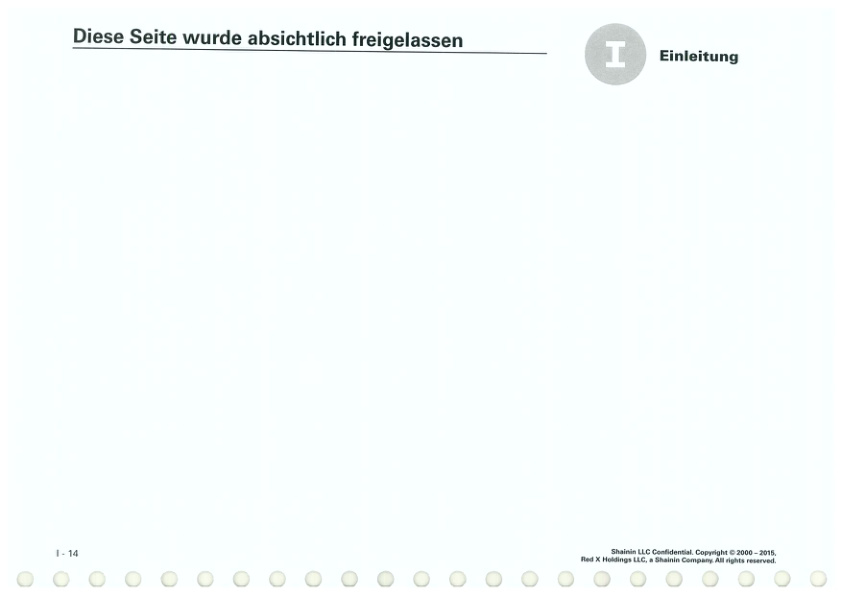 Diese Seite wurde absichtlich freigelassen
I
Einleitung
I - 14
Shainin LLC Confidential. Copyright © 2000 – 2015,
Red X Holdings LLC, a Shainin Company. All rights reserved.